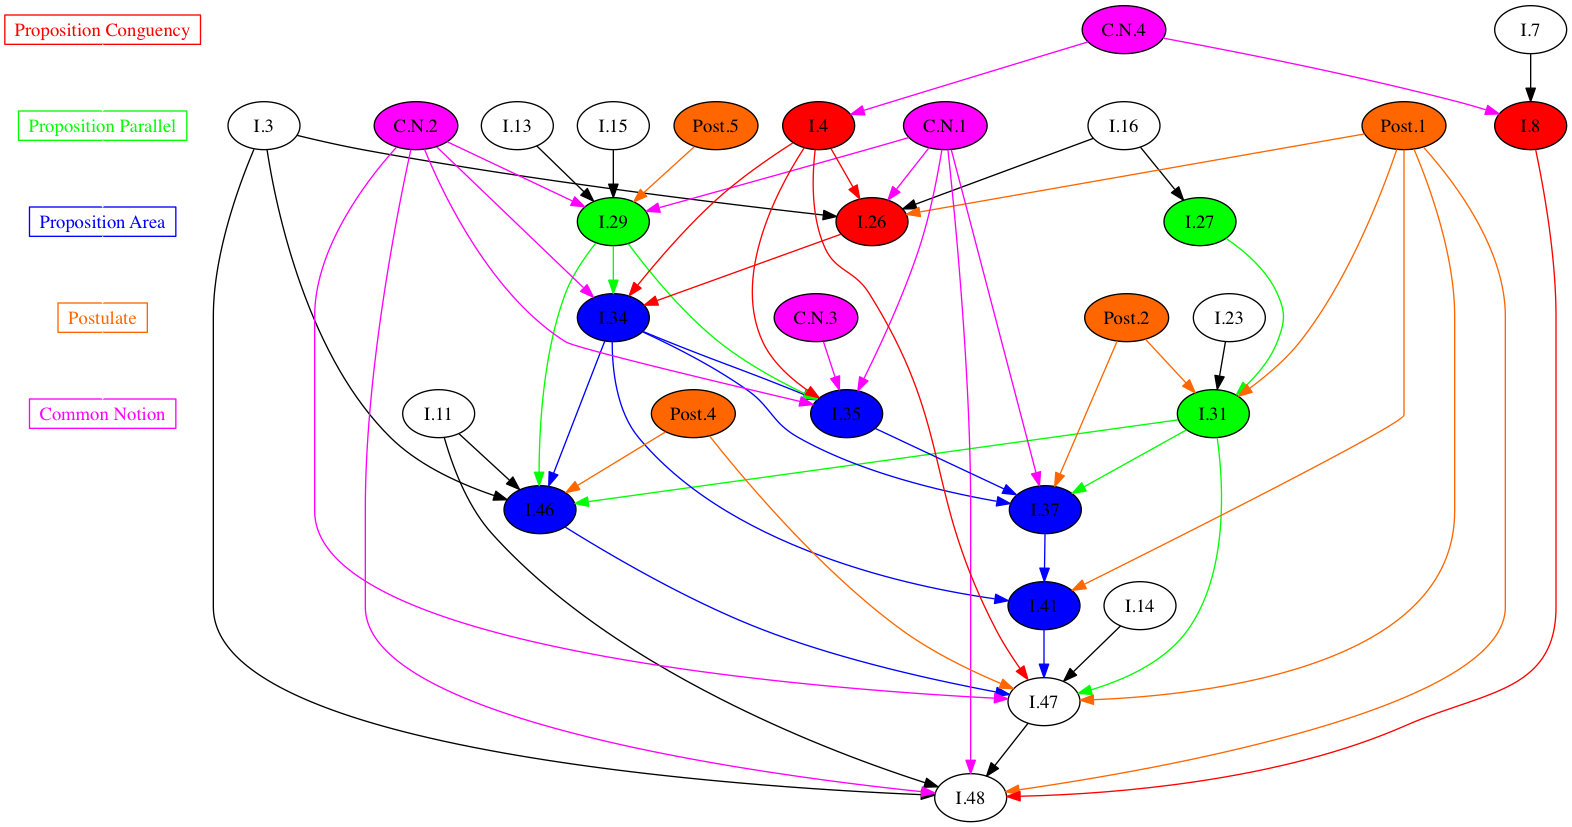 Proposition Conguency
C.N.4
I.7
Proposition Parallel
I.3
C.N.2
I.13
I.15
Post.5
I.4
C.N.1
I.16
Post.1
I.8
Proposition Area
I.29
I.26
I.27
Postulate
I.34
C.N.3
Post.2
I.23
Common Notion
I.11
Post.4
I.35
I.31
I.46
I.37
I.41
I.14
I.47
I.48